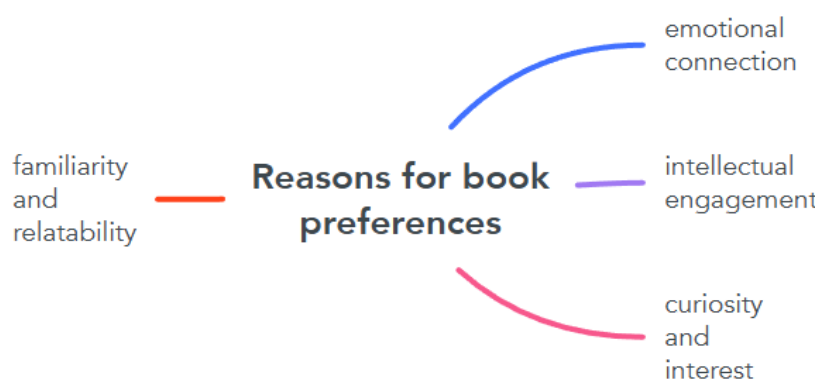 emotional
connection
familiarity
and
relatability
Reasons for book
preferences
intellectual
engagement
curiosity
and
interest